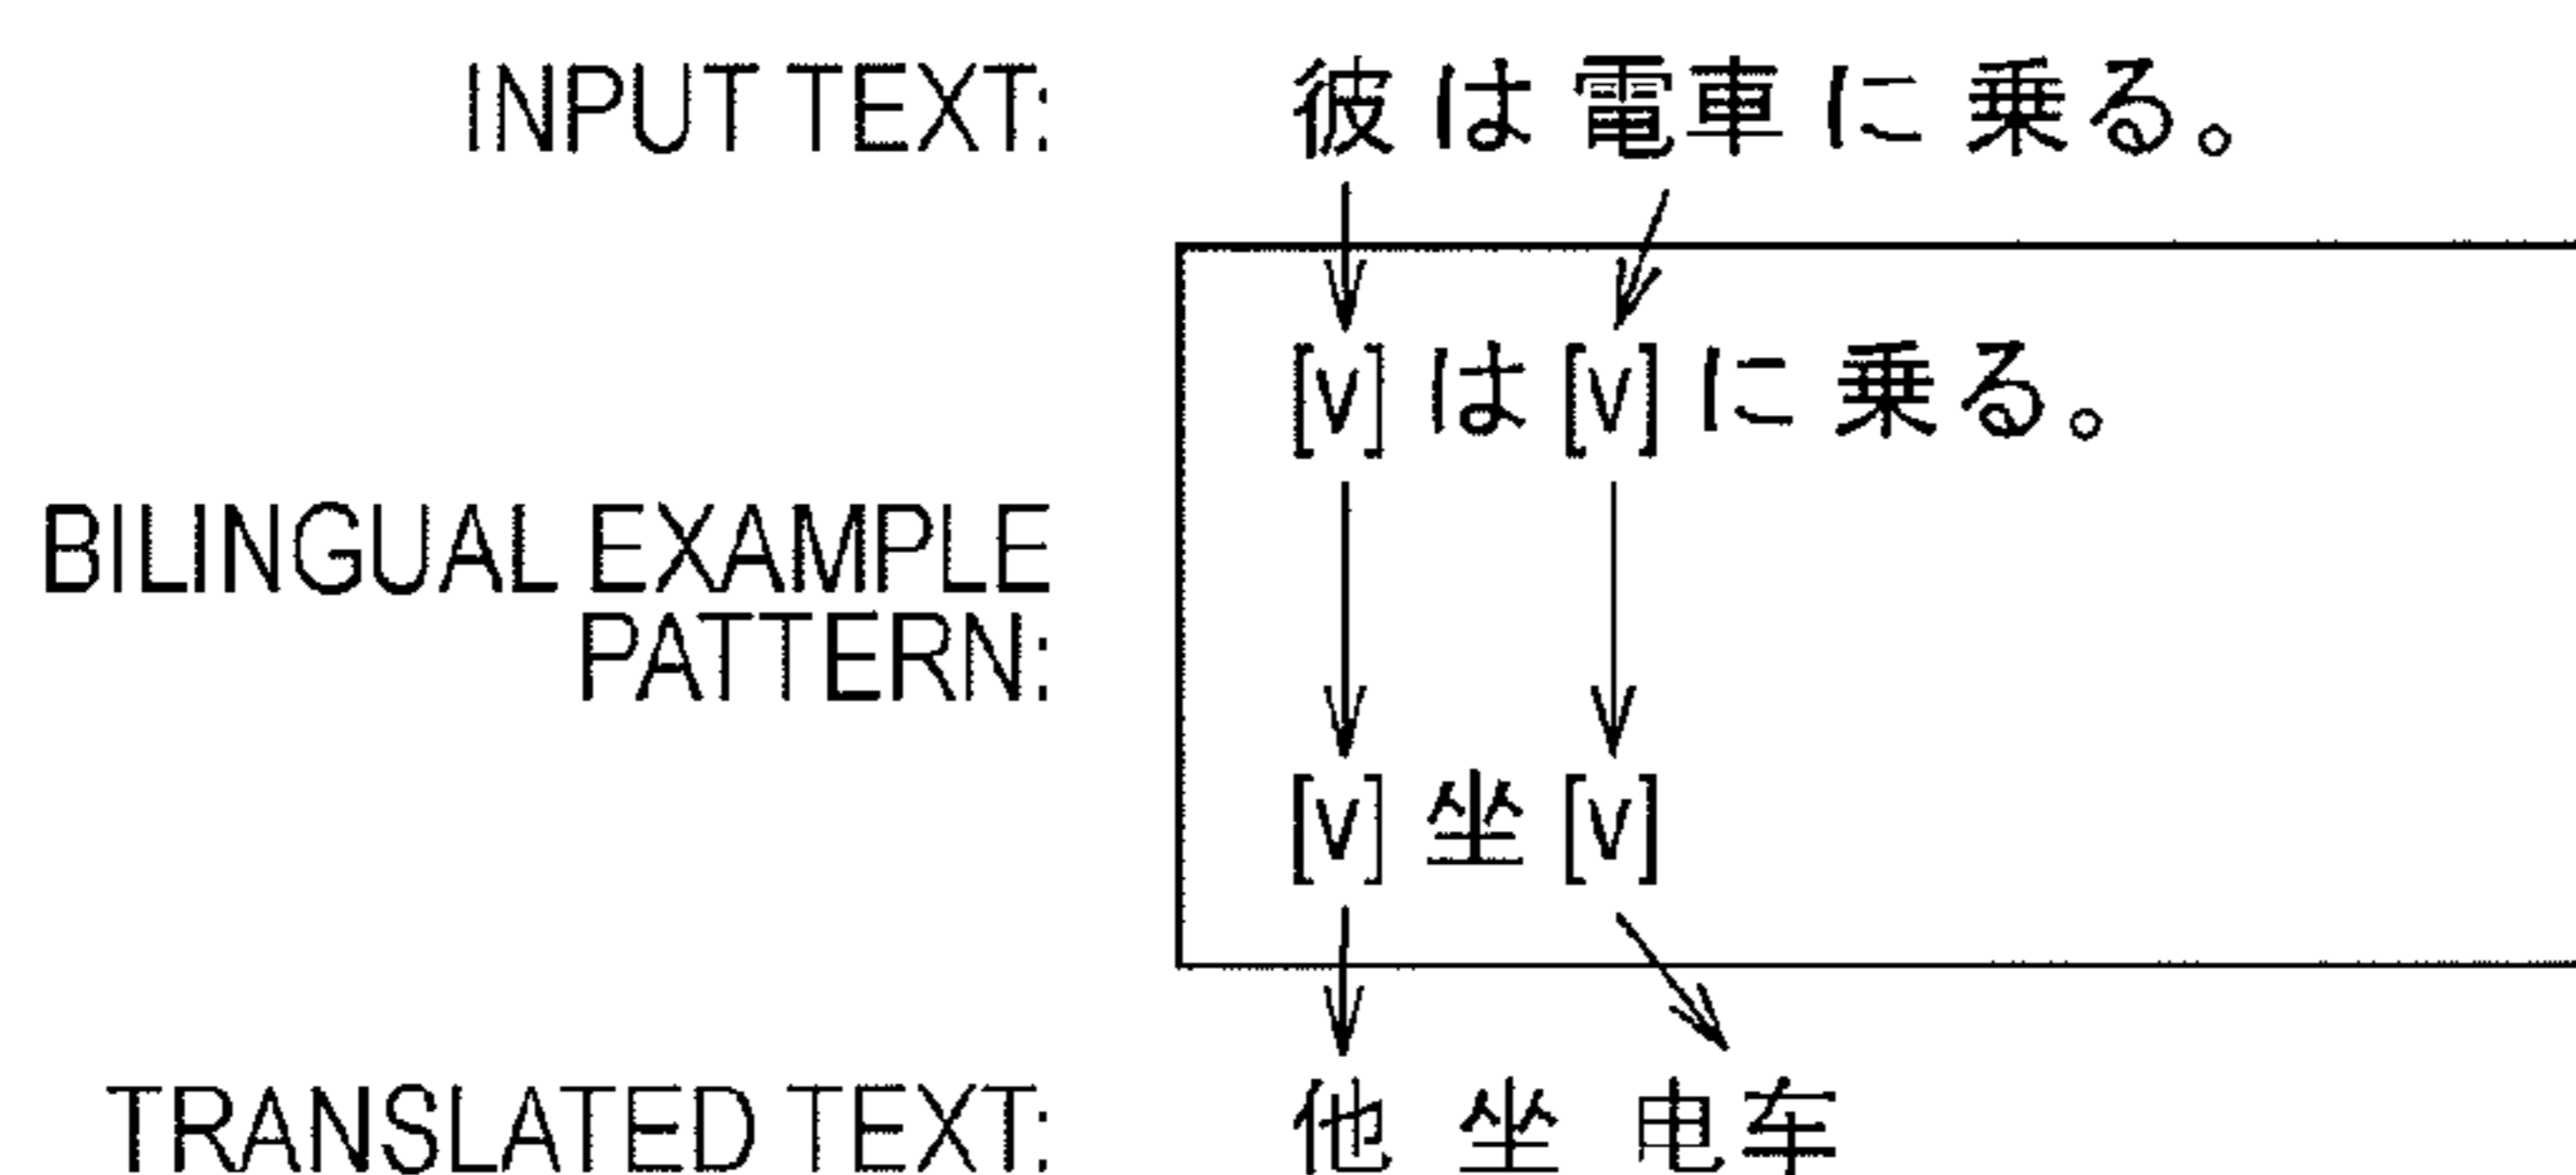 INPUT TEXT: 彼は電車に乗る。
[V] は [V] に乗る。
BILINGUAL EXAMPLE
PATTERN:
[V] 坐 [V]
TRANSLATED TEXT: 他 坐 电车